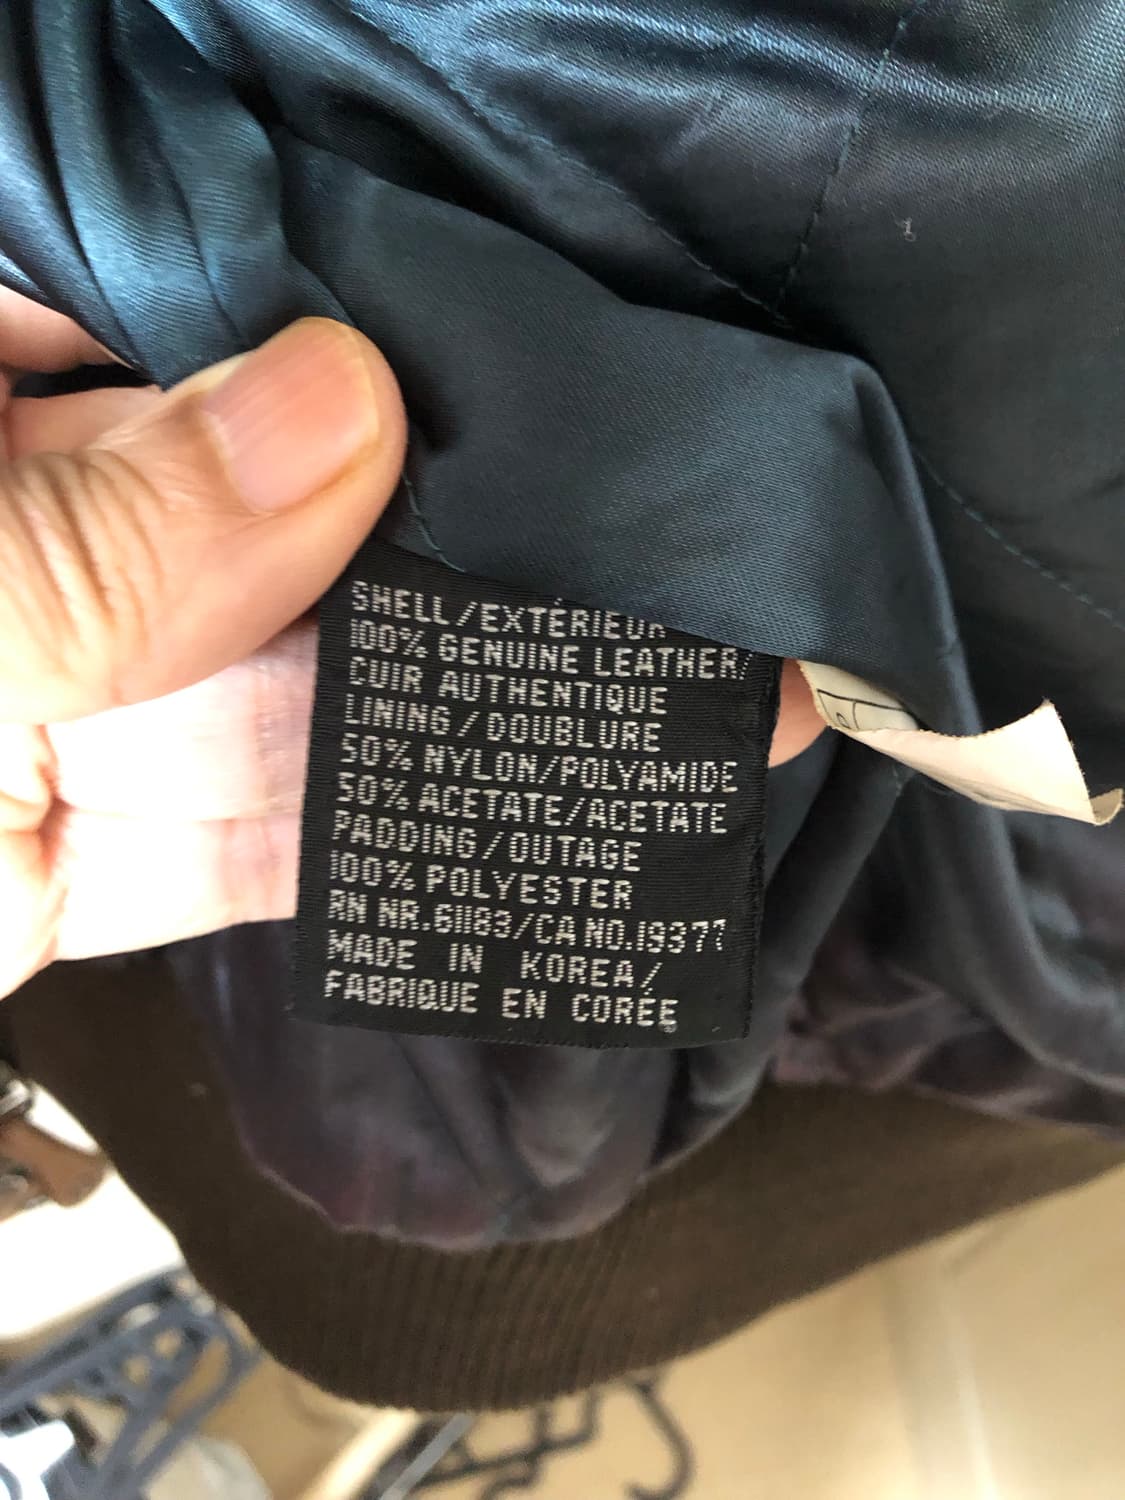 SHELL/EXTÉRIEUR
100% GENUINE LEATHER/
CUIR AUTHENTIQUE
LINING/DOUBLURE
50% NYLON/POLYAMIDE
50% ACETATE/ACETATE
PADDING/OUTAGE
100% POLYESTER
RN NR.61183/CA NO.19377
MADE IN KOREA/
FABRIQUE EN CORÉE